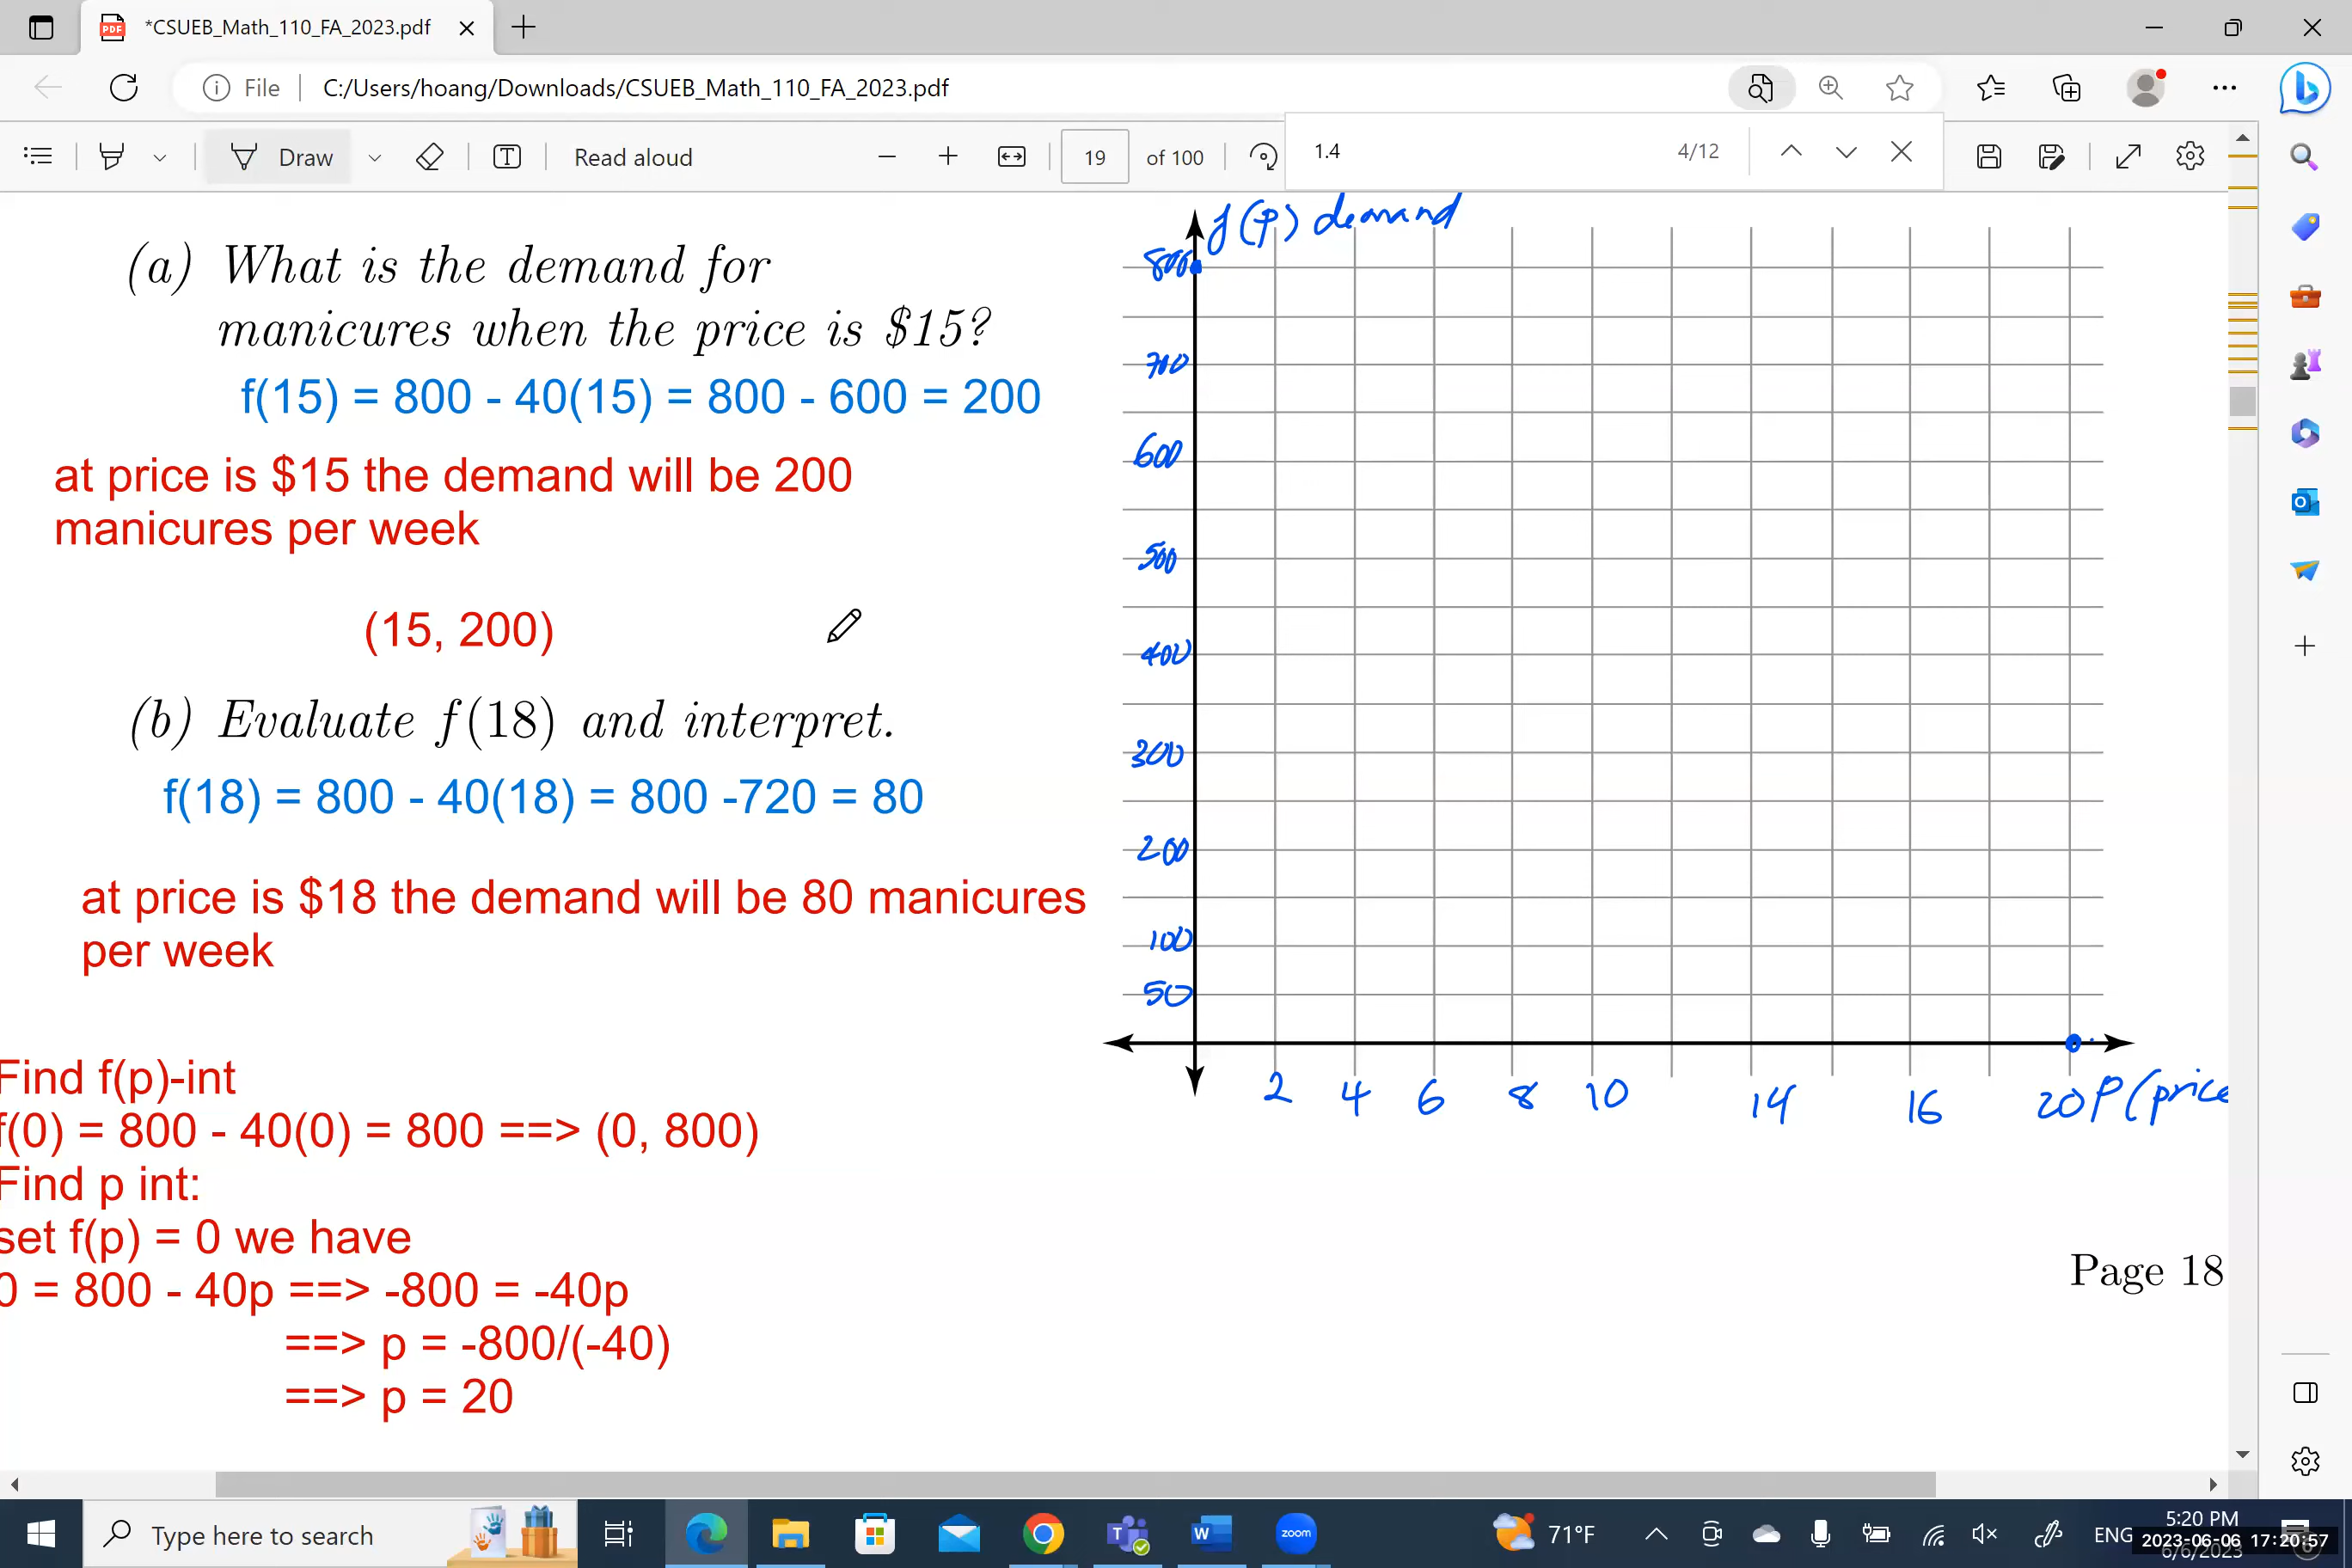 *CSUEB_Math_110_FA_2023.pdf
File
C:/Users/hoang/Downloads/CSUEB_Math_110_FA_2023.pdf
Draw
Read aloud
19
of 100
1.4
4/12
(a) What is the demand for
manicures when the price is $15?
f(15) = 800 - 40(15) = 800 - 600 = 200
at price is $15 the demand will be 200
manicures per week
(15, 200)
(b) Evaluate f(18) and interpret.
f(18) = 800 - 40(18) = 800 -720 = 80
at price is $18 the demand will be 80 manicures
per week
Find f(p)-int
f(0) = 800 - 40(0) = 800 ==> (0, 800)
Find p int:
set f(p) = 0 we have
0 = 800 - 40p ==> -800 = -40p
==> p = -800/(-40)
==> p = 20
f(p) demand
800
700
600
500
400
300
200
100
50
2 4 6 8 10 14 16 20 P (price
Page 18
Type here to search
zoom
71°F
ENG
5:20 PM
2023-06-06 17:20:57
6/6/2023